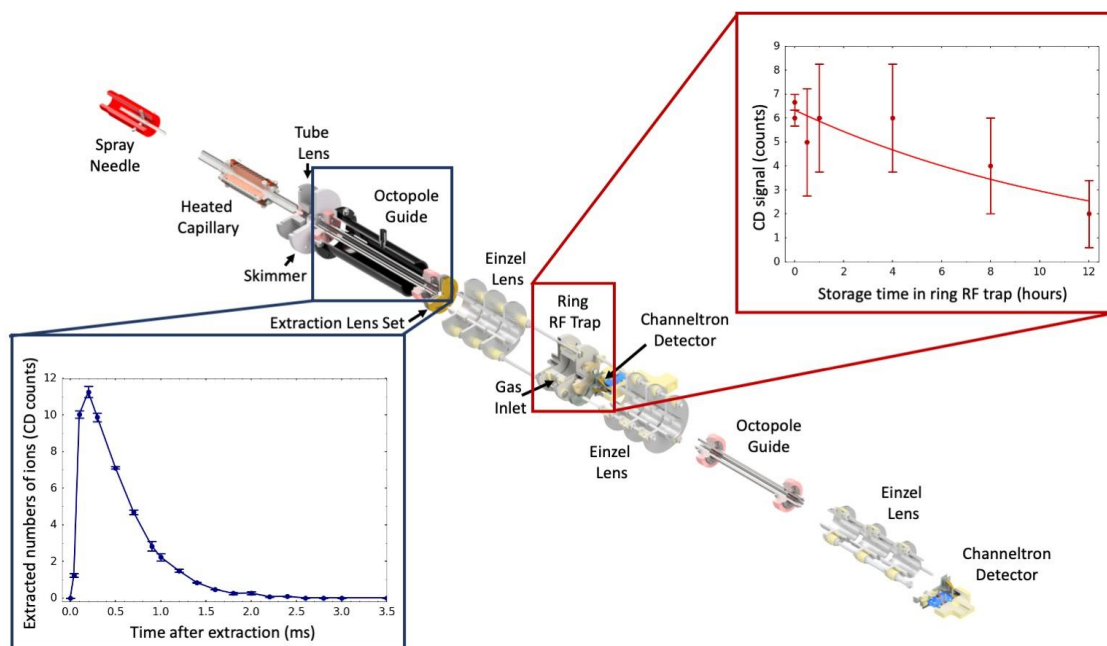 Spray
Needle
Heated
Capillary
Tube
Lens
Skimmer
Octopole
Guide
Extraction Lens Set
Einzel
Lens
Ring
RF Trap
Gas
Inlet
Channeltron
Detector
Einzel
Lens
Octopole
Guide
Einzel
Lens
Channeltron
Detector
9
8
7
6
5
4
3
2
1
0
CD signal (counts)
0 2 4 6 8 10 12
Storage time in ring RF trap (hours)
12
10
8
6
4
2
0
Extracted numbers of ions (CD counts)
0.0 0.5 1.0 1.5 2.0 2.5 3.0 3.5
Time after extraction (ms)